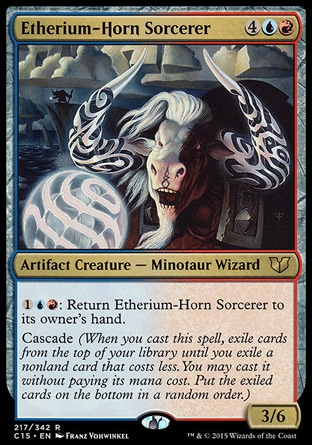 Etherium-Horn Sorcerer 4
Artifact Creature — Minotaur Wizard
1: Return Etherium-Horn Sorcerer to
its owner's hand.
Cascade (When you cast this spell, exile cards
from the top of your library until you exile a
nonland card that costs less. You may cast it
without paying its mana cost. Put the exiled
cards on the bottom in a random order.)
217/342 R
C15 • EN Franz Vohwinkel
3/6
™ & © 2015 Wizards of the Coast